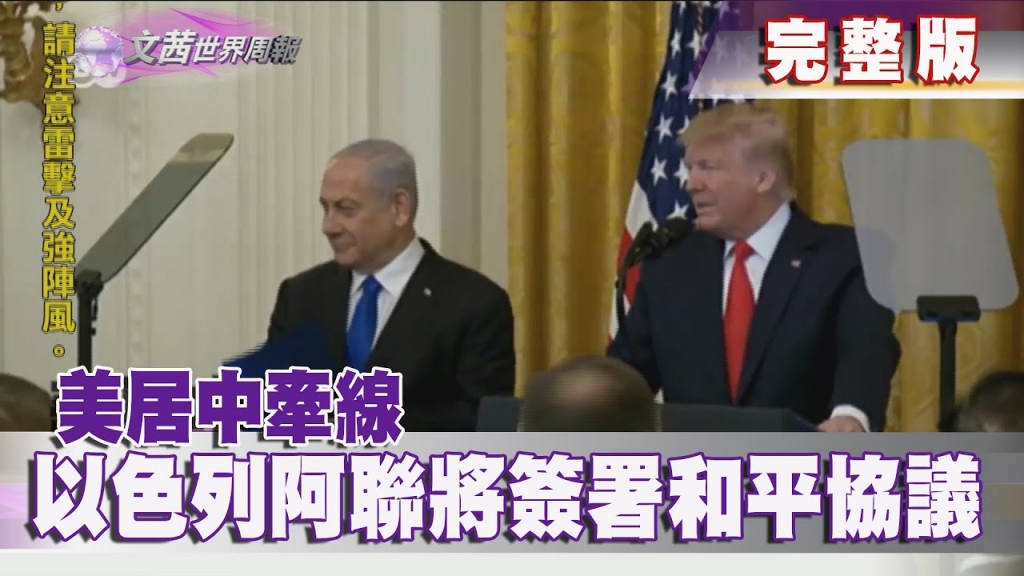 ，請注意雷擊及強陣風。
文茜世界周報
完整版
美居中牽線
以色列阿聯將簽署和平協議